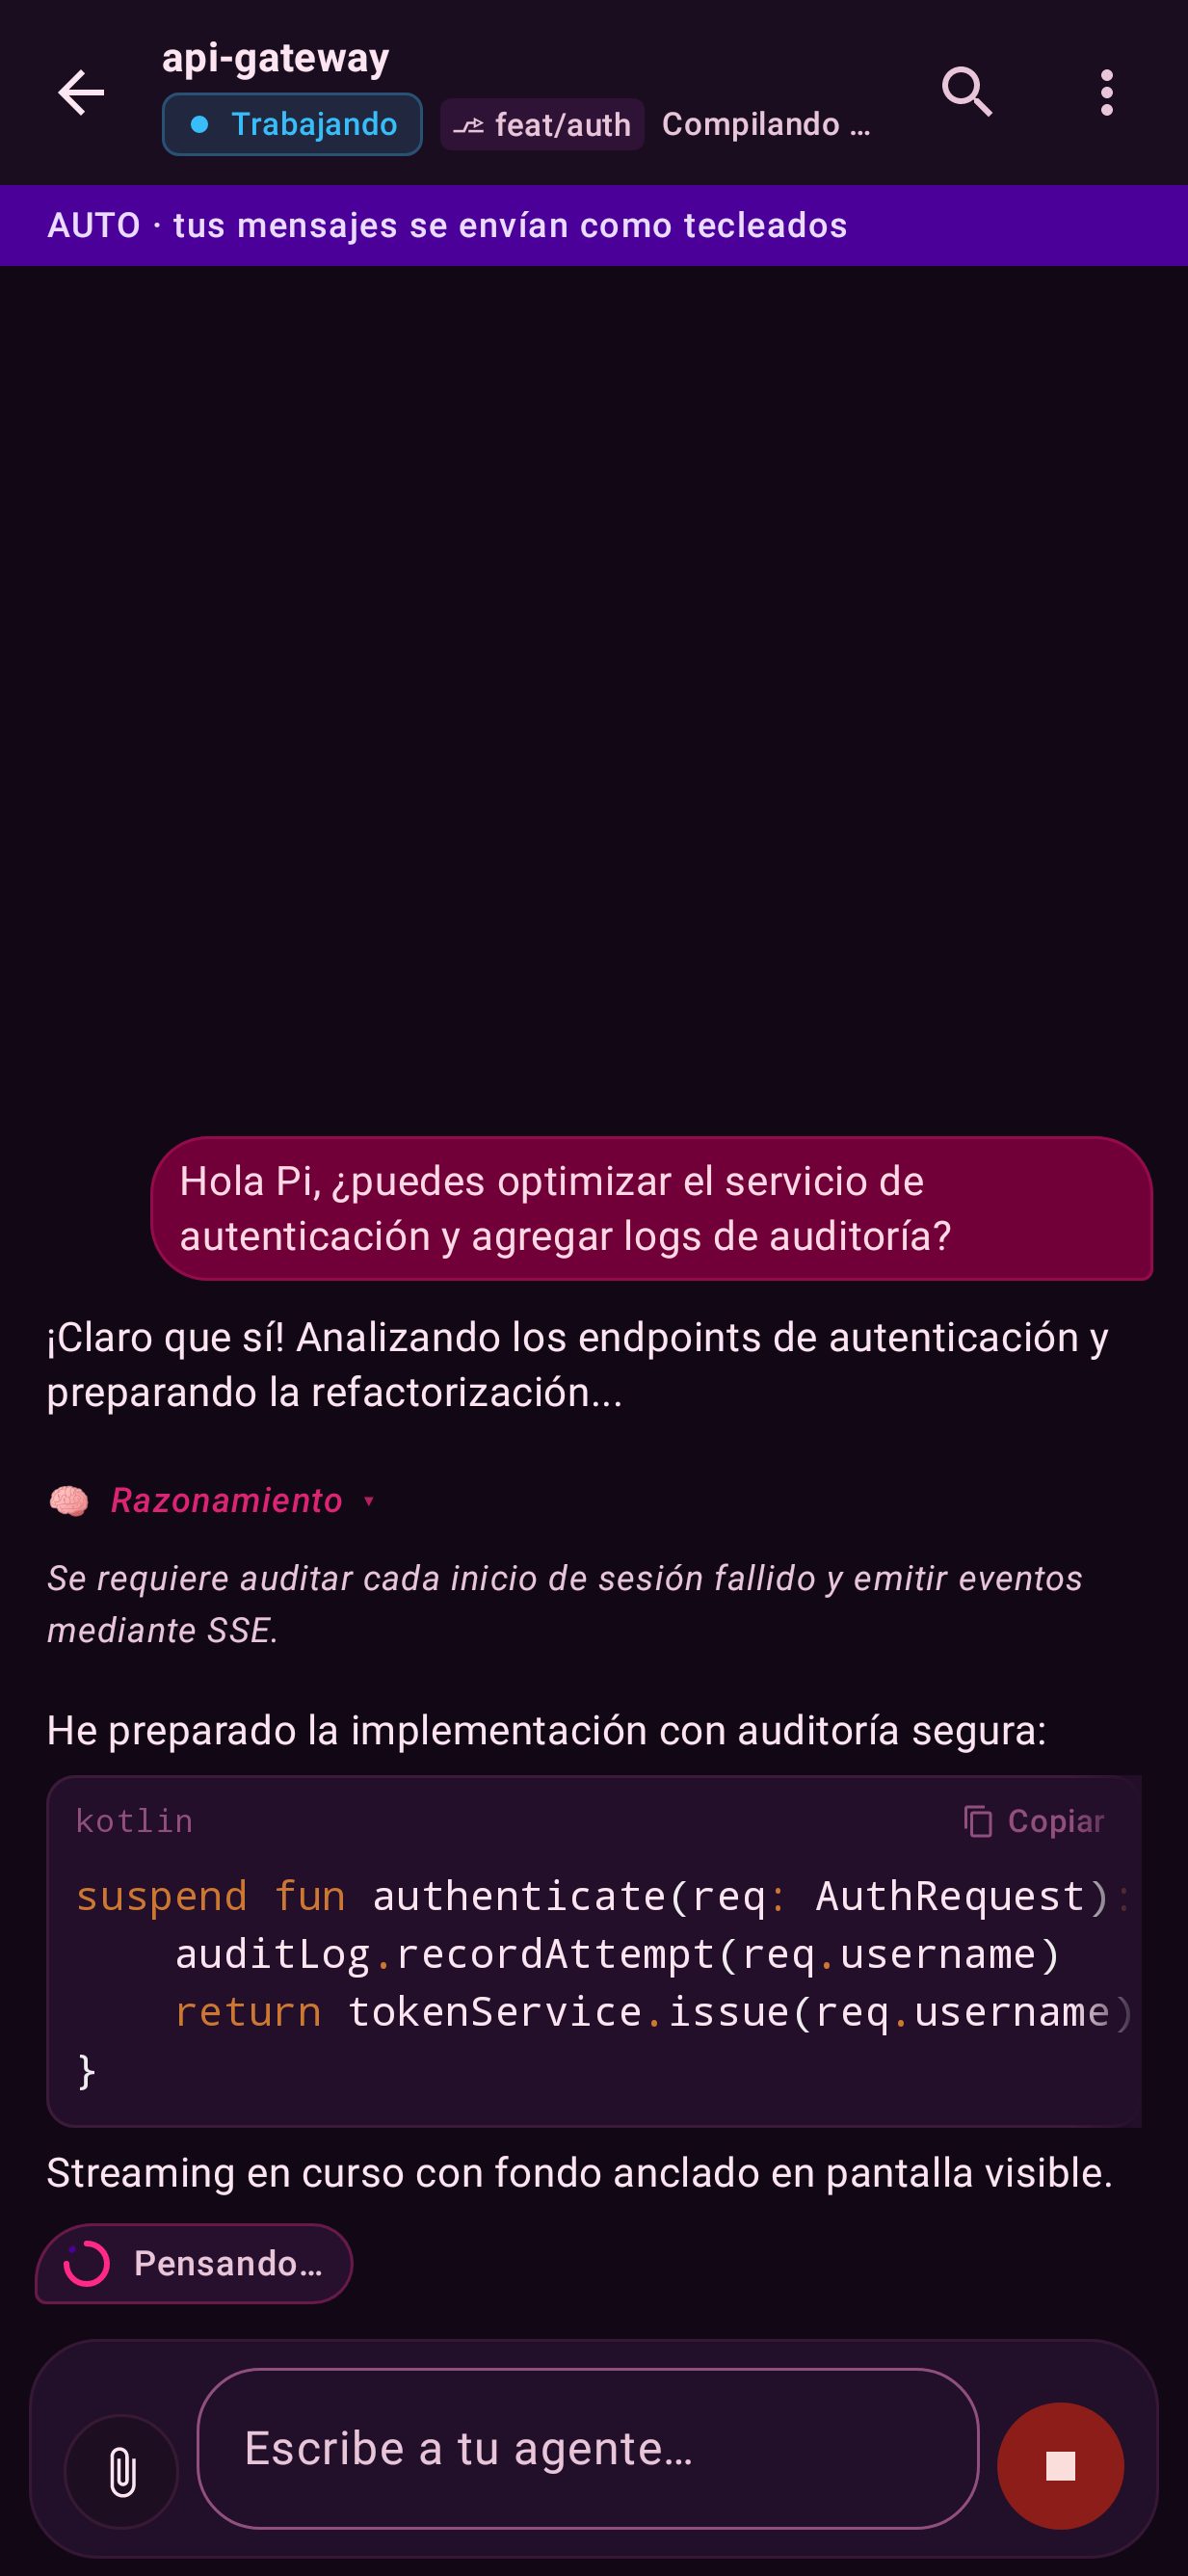 api-gateway
Trabajando feat/auth Compilando …
AUTO · tus mensajes se envían como tecleados
Hola Pi, ¿puedes optimizar el servicio de
autenticación y agregar logs de auditoría?
¡Claro que sí! Analizando los endpoints de autenticación y
preparando la refactorización...
Razonamiento
Se requiere auditar cada inicio de sesión fallido y emitir eventos
mediante SSE.
He preparado la implementación con auditoría segura:
kotlin Copiar
suspend fun authenticate(req: AuthRequest):
    auditLog.recordAttempt(req.username)
    return tokenService.issue(req.username)
}
Streaming en curso con fondo anclado en pantalla visible.
Pensando…
Escribe a tu agente…